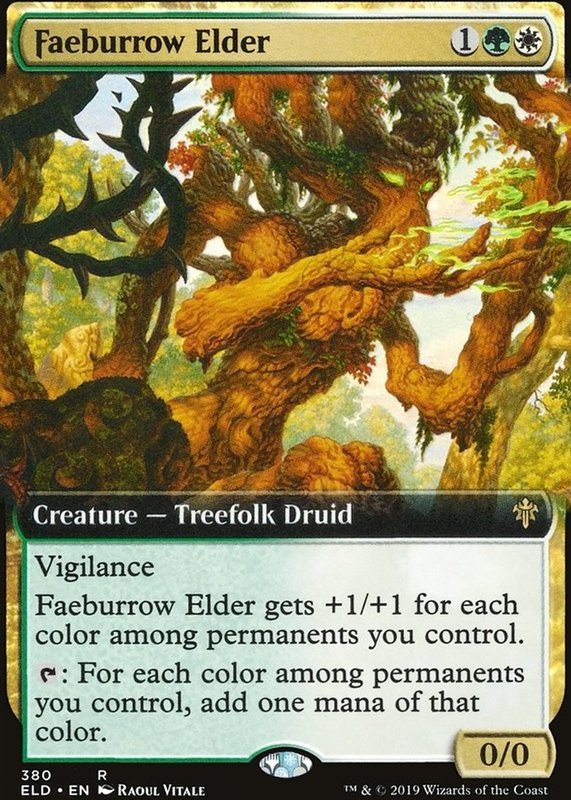 Faeburrow Elder 1
Creature — Treefolk Druid
Vigilance
Faeburrow Elder gets +1/+1 for each
color among permanents you control.
: For each color among permanents
you control, add one mana of that
color.
0/0
380 R
ELD • EN Raoul Vitale
™ & © 2019 Wizards of the Coast